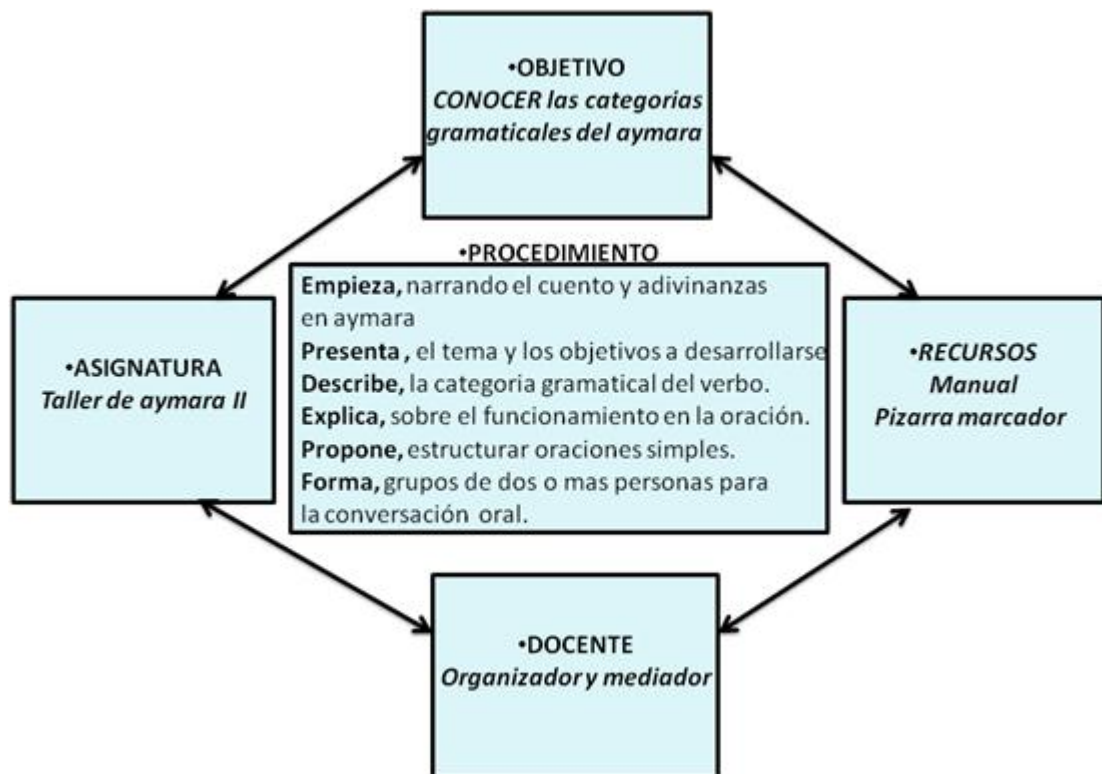 •OBJETIVO
CONOCER las categorias
gramaticales del aymara
•PROCEDIMIENTO
Empieza, narrando el cuento y adivinanzas
en aymara
Presenta , el tema y los objetivos a desarrollarse
Describe, la categoria gramatical del verbo.
Explica, sobre el funcionamiento en la oración.
Propone, estructurar oraciones simples.
Forma, grupos de dos o mas personas para
la conversación oral.
•ASIGNATURA
Taller de aymara II
•RECURSOS
Manual
Pizarra marcador
•DOCENTE
Organizador y mediador